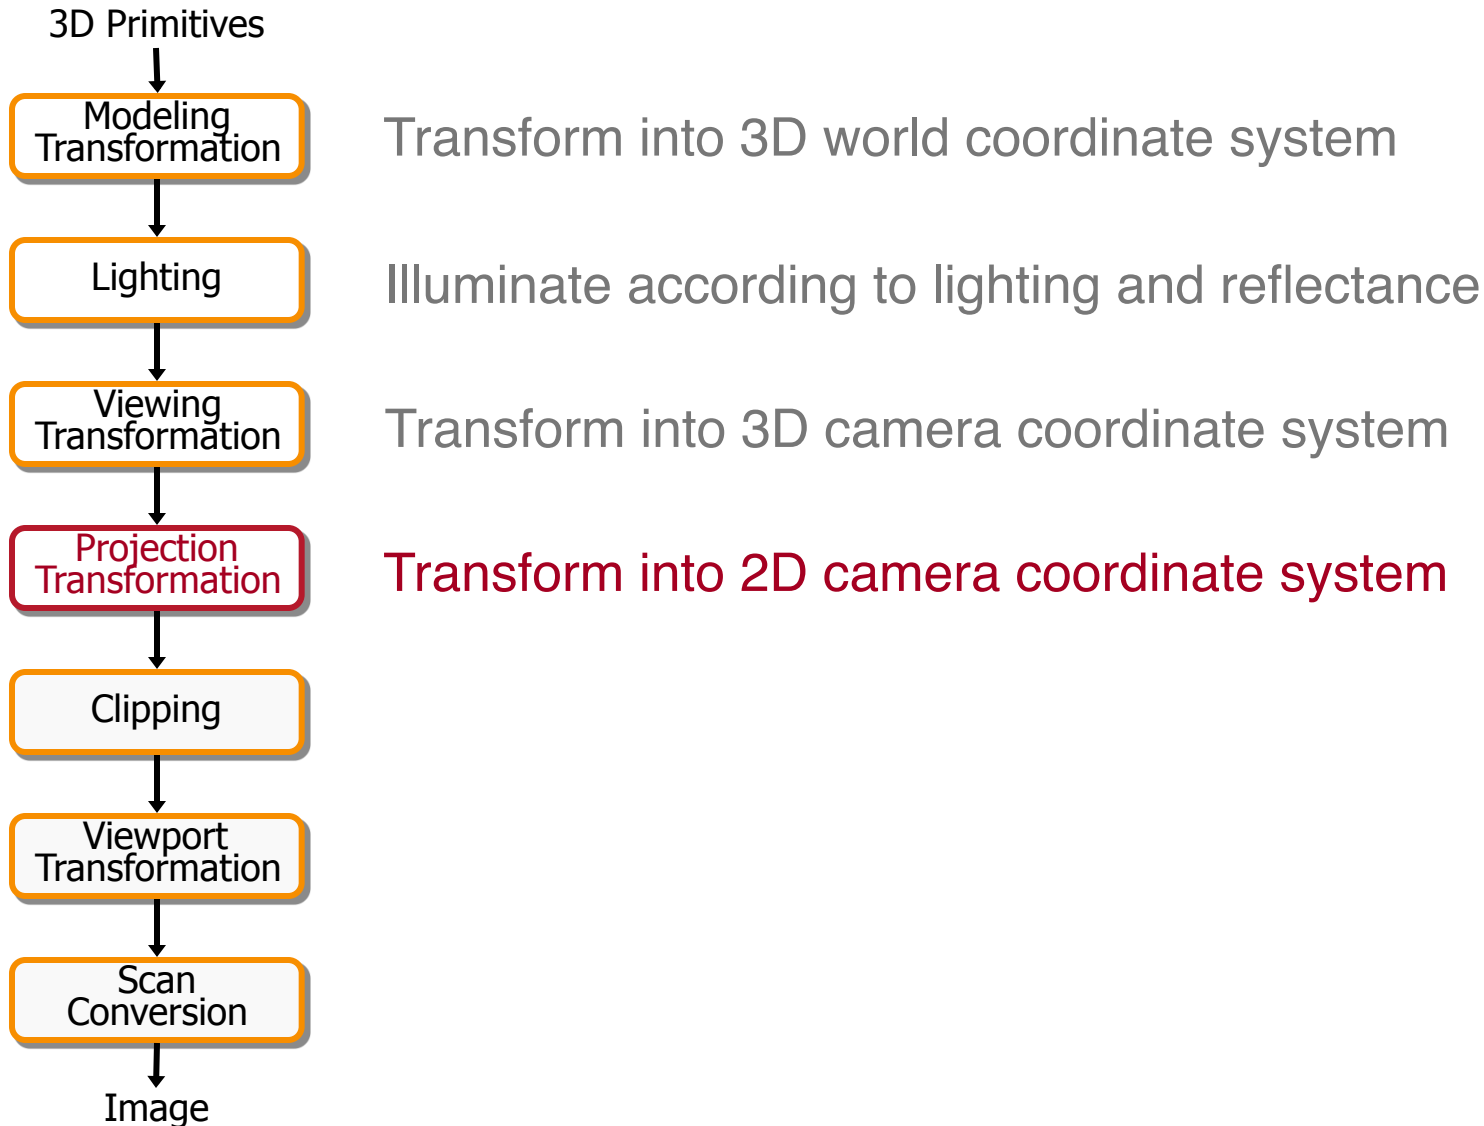 3D Primitives
Modeling
Transformation
Transform into 3D world coordinate system
Lighting
Illuminate according to lighting and reflectance
Viewing
Transformation
Transform into 3D camera coordinate system
Projection
Transformation
Transform into 2D camera coordinate system
Clipping
Viewport
Transformation
Scan
Conversion
Image